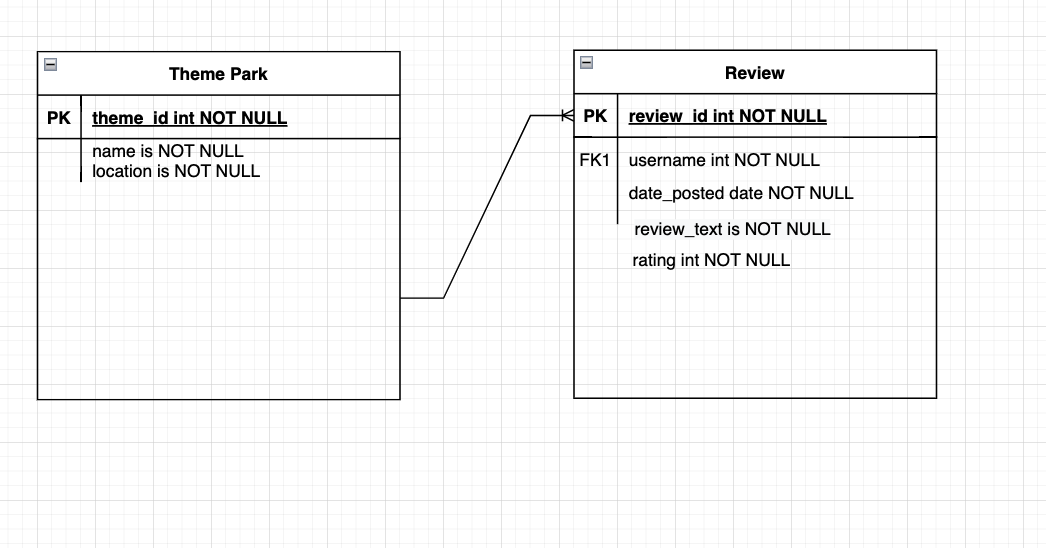 Theme Park
PK theme_id int NOT NULL
name is NOT NULL
location is NOT NULL
Review
PK review_id int NOT NULL
FK1 username int NOT NULL
date_posted date NOT NULL
review_text is NOT NULL
rating int NOT NULL